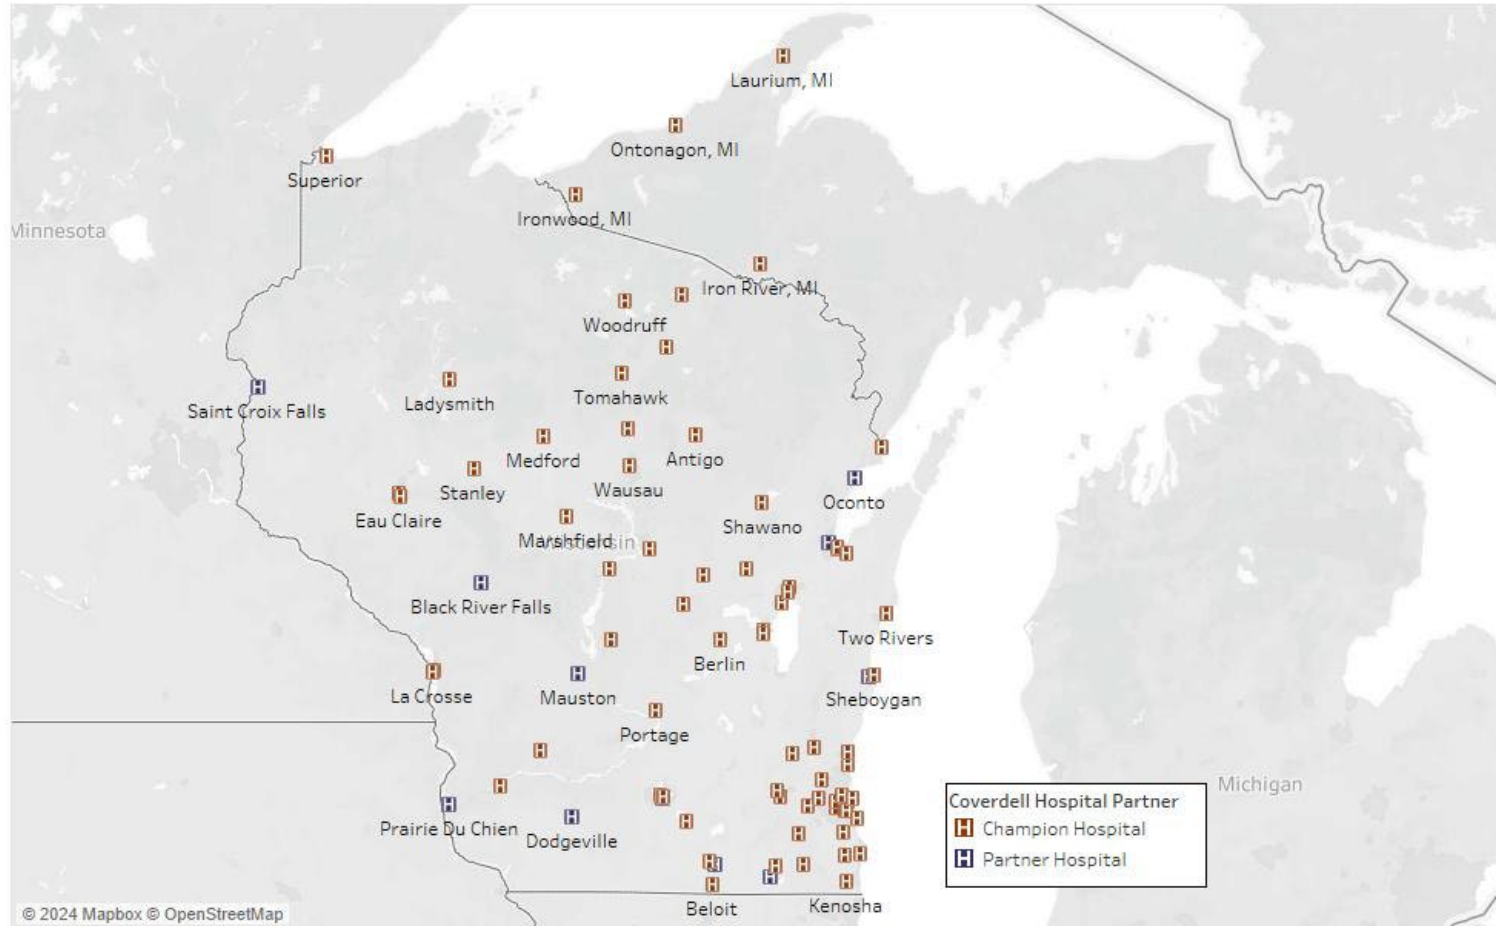 Laurium, MI
Ontonagon, MI
Superior
Ironwood, MI
Minnesota
Iron River, MI
Woodruff
Saint Croix Falls
Ladysmith
Tomahawk
Medford
Antigo
Stanley
Wausau
Oconto
Eau Claire
Shawano
Marshfield
Wisconsin
Black River Falls
Two Rivers
Berlin
La Crosse
Mauston
Sheboygan
Portage
Michigan
Coverdell Hospital Partner
H Champion Hospital
H Partner Hospital
Prairie Du Chien
Dodgeville
Beloit
Kenosha
© 2024 Mapbox © OpenStreetMap